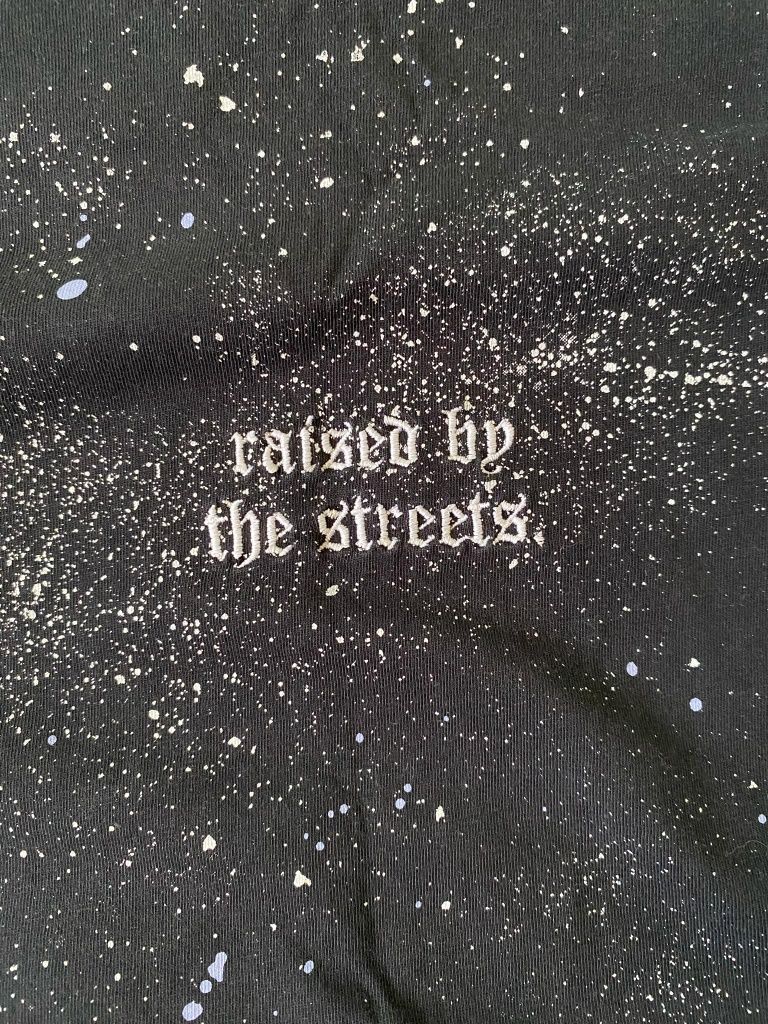 raised by
the streets.